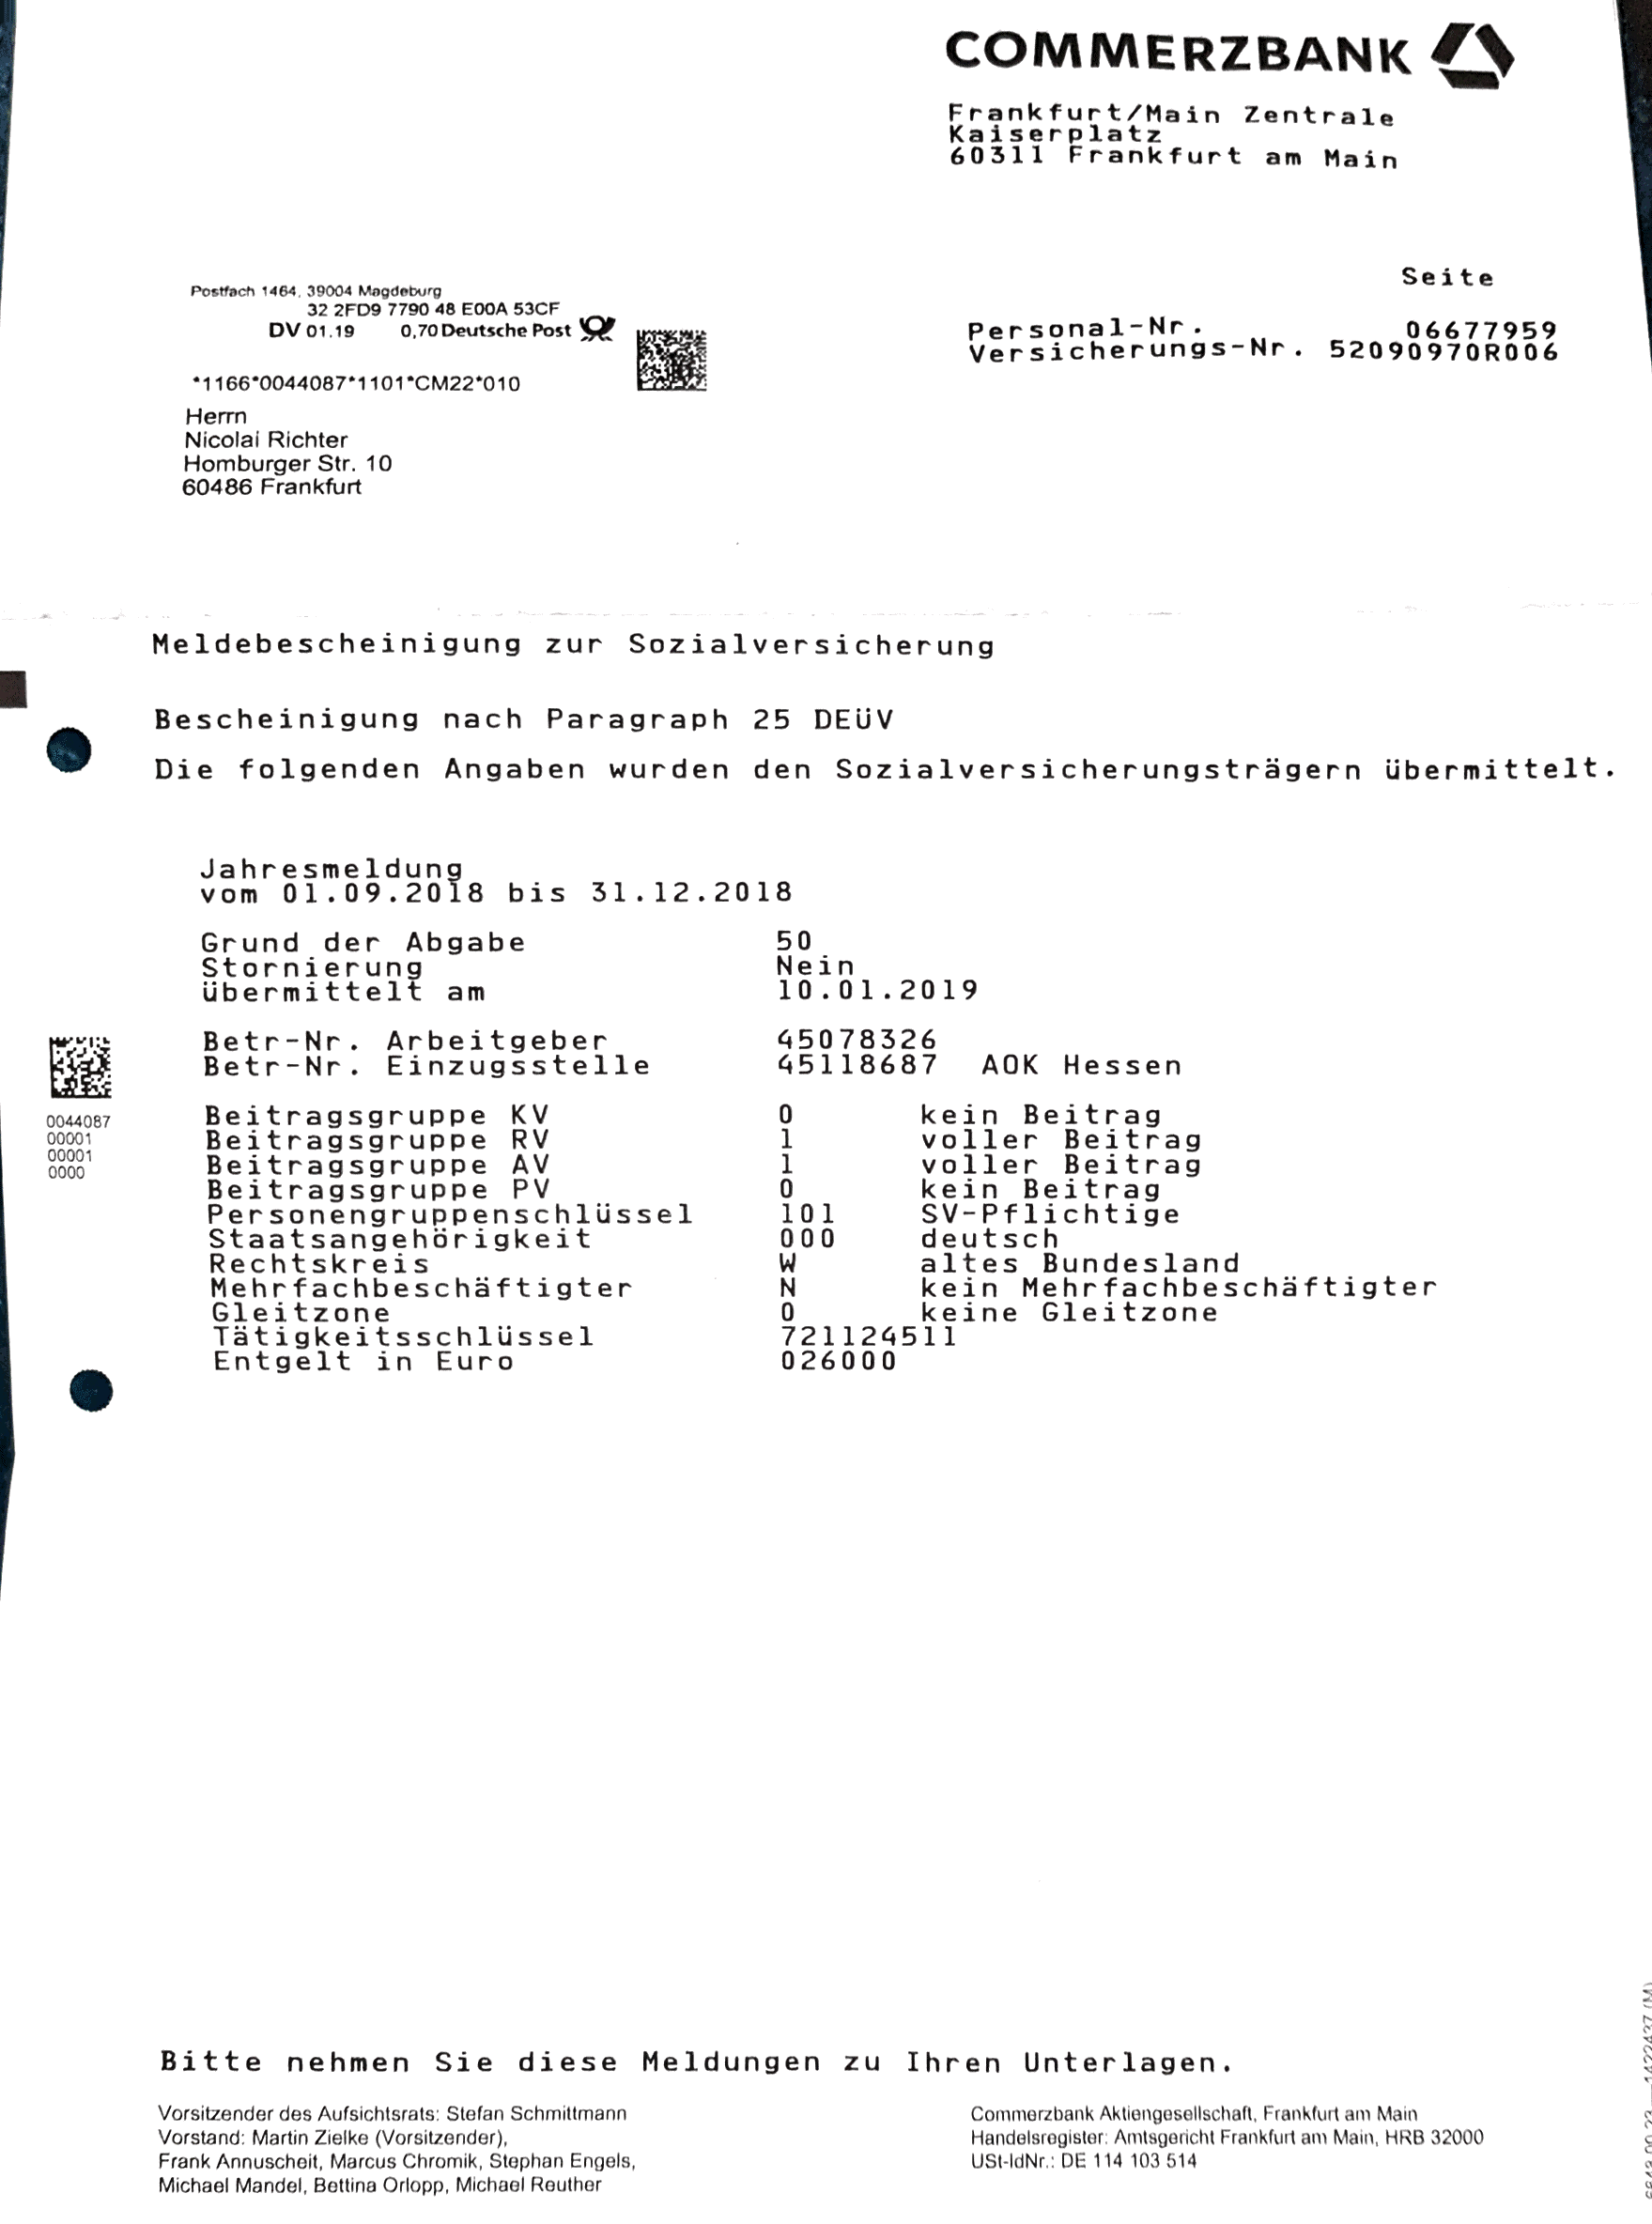 COMMERZBANK
Frankfurt/Main Zentrale
Kaiserplatz
60311 Frankfurt am Main
Seite
Postfach 1464, 39004 Magdeburg
32 2FD9 7790 48 E00A 53CF
DV 01.19 0,70 Deutsche Post
Personal-Nr. 06677959
Versicherungs-Nr. 52090970R006
*1166*0044087*1101*CM22*010
Herrn
Nicolai Richter
Homburger Str. 10
60486 Frankfurt
Meldebescheinigung zur Sozialversicherung
Bescheinigung nach Paragraph 25 DEÜV
Die folgenden Angaben wurden den Sozialversicherungsträgern übermittelt.
Jahresmeldung
vom 01.09.2018 bis 31.12.2018
Grund der Abgabe 50
Stornierung Nein
übermittelt am 10.01.2019
Betr-Nr. Arbeitgeber 45078326
Betr-Nr. Einzugsstelle 45118687 AOK Hessen
0044087
00001
00001
0000
Beitragsgruppe KV 0 kein Beitrag
Beitragsgruppe RV 1 voller Beitrag
Beitragsgruppe AV 1 voller Beitrag
Beitragsgruppe PV 0 kein Beitrag
Personengruppenschlüssel 101 SV-Pflichtige
Staatsangehörigkeit 000 deutsch
Rechtskreis W altes Bundesland
Mehrfachbeschäftigter N kein Mehrfachbeschäftigter
Gleitzone 0 keine Gleitzone
Tätigkeitsschlüssel 721124511
Entgelt in Euro 026000
Bitte nehmen Sie diese Meldungen zu Ihren Unterlagen.
Vorsitzender des Aufsichtsrats: Stefan Schmittmann
Vorstand: Martin Zielke (Vorsitzender),
Frank Annuscheit, Marcus Chromik, Stephan Engels,
Michael Mandel, Bettina Orlopp, Michael Reuther
Commerzbank Aktiengesellschaft, Frankfurt am Main
Handelsregister: Amtsgericht Frankfurt am Main, HRB 32000
USt-IdNr.: DE 114 103 514